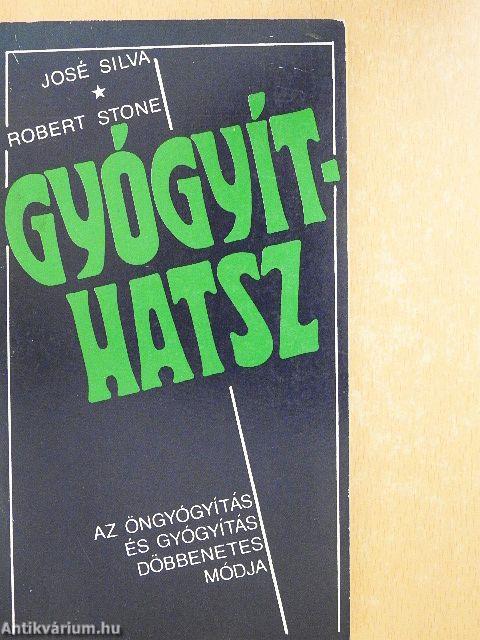 JOSÉ SILVA
★
ROBERT STONE
GYÓGYÍT-
HATSZ
AZ ÖNGYÓGYÍTÁS
ÉS GYÓGYÍTÁS
DÖBBENETES
MÓDJA
Antikvárium.hu